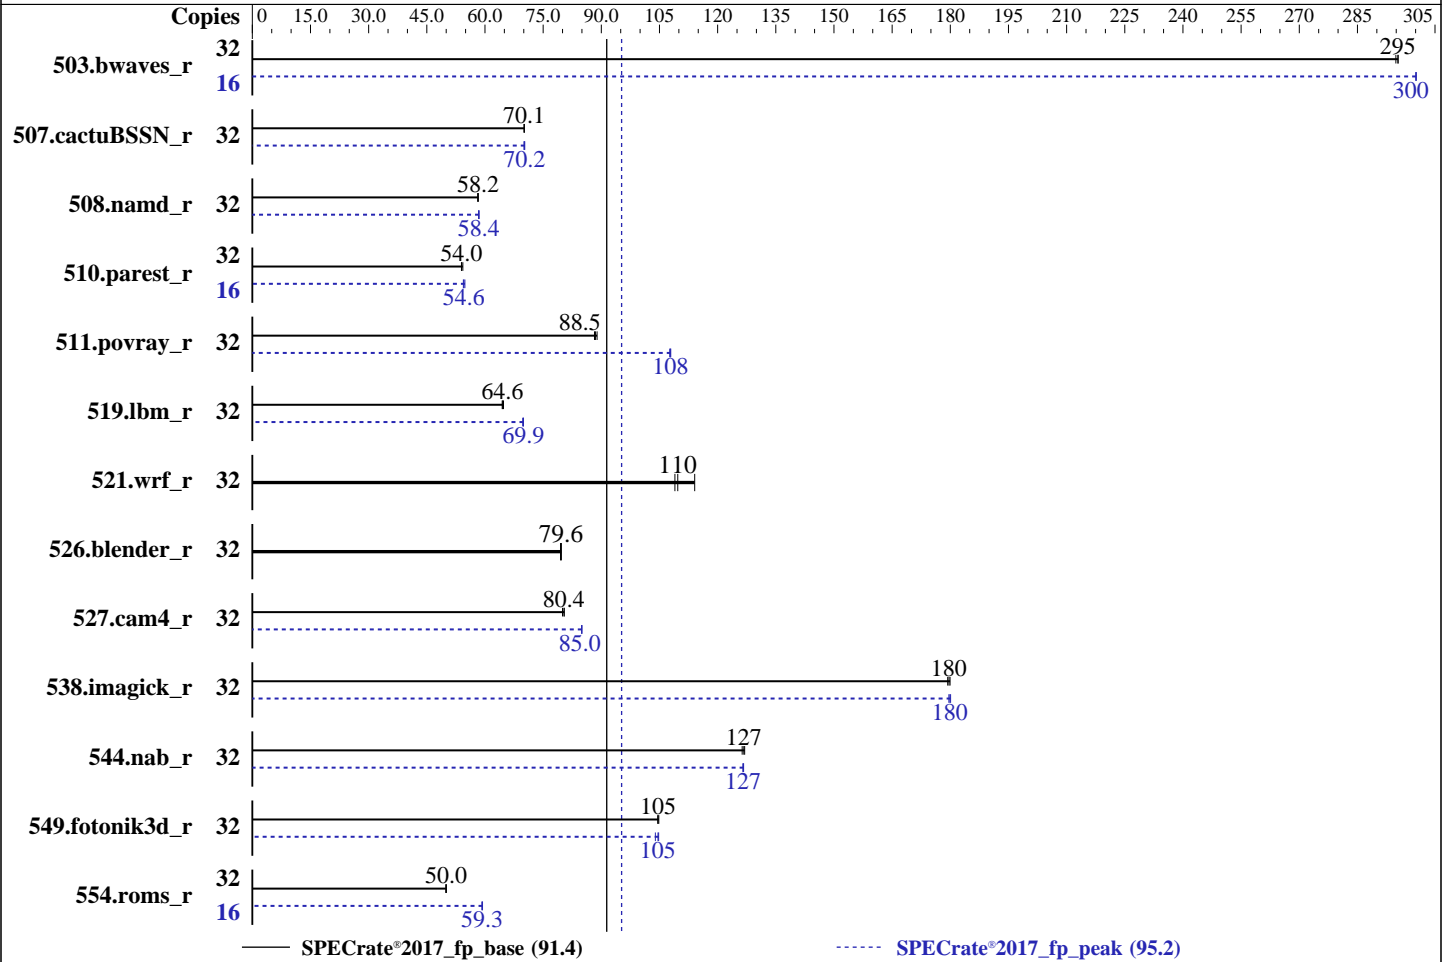 Copies 0 15.0 30.0 45.0 60.0 75.0 90.0 105 120 135 150 165 180 195 210 225 240 255 270 285 305
503.bwaves_r 32 295
16 300
507.cactuBSSN_r 32 70.1
70.2
508.namd_r 32 58.2
58.4
510.parest_r 32 54.0
16 54.6
511.povray_r 32 88.5
108
519.lbm_r 32 64.6
69.9
521.wrf_r 32 110
526.blender_r 32 79.6
527.cam4_r 32 80.4
85.0
538.imagick_r 32 180
180
544.nab_r 32 127
127
549.fotonik3d_r 32 105
105
554.roms_r 32 50.0
16 59.3
SPECrate®2017_fp_base (91.4) SPECrate®2017_fp_peak (95.2)